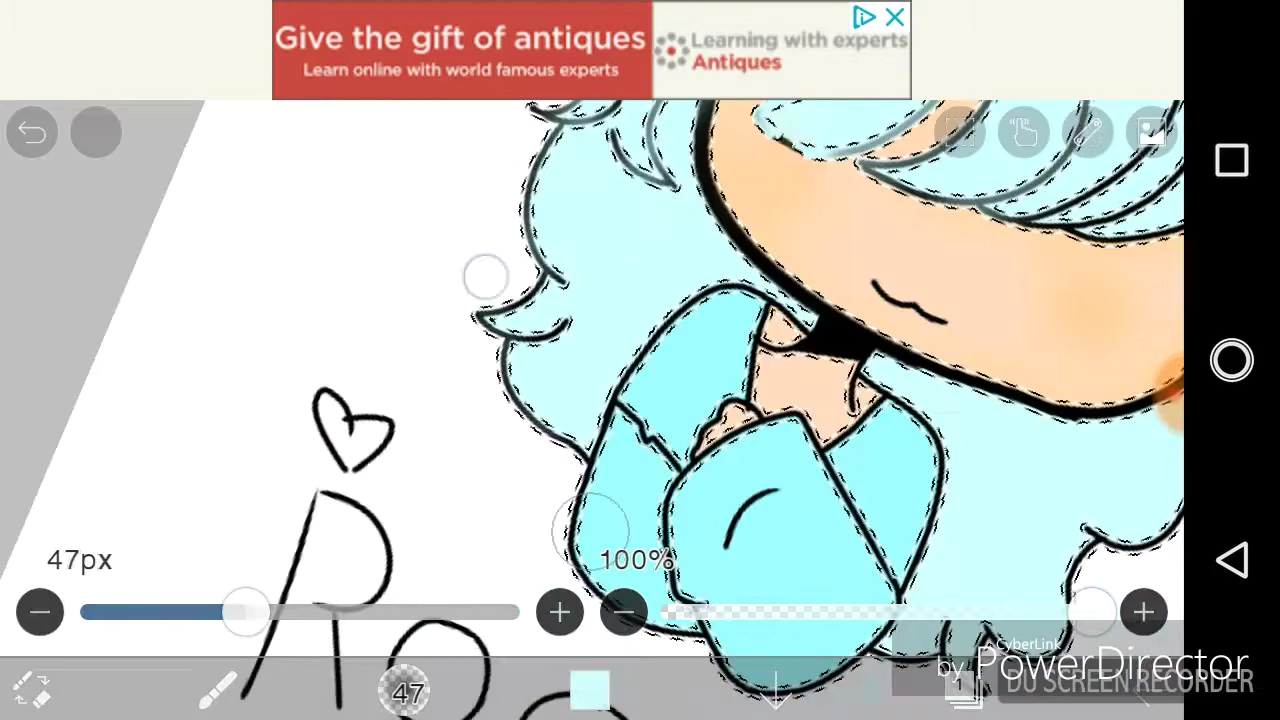 Give the gift of antiques
Learn online with world famous experts
Learning with experts
Antiques
47px
100%
47
1
CyberLink
by PowerDirector
DU SCREEN RECORDER